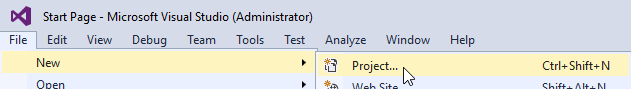 Start Page - Microsoft Visual Studio (Administrator)
File Edit View Debug Team Tools Test Analyze Window Help
New Project... Ctrl+Shift+N
Open Web Site... Shift+Alt+N